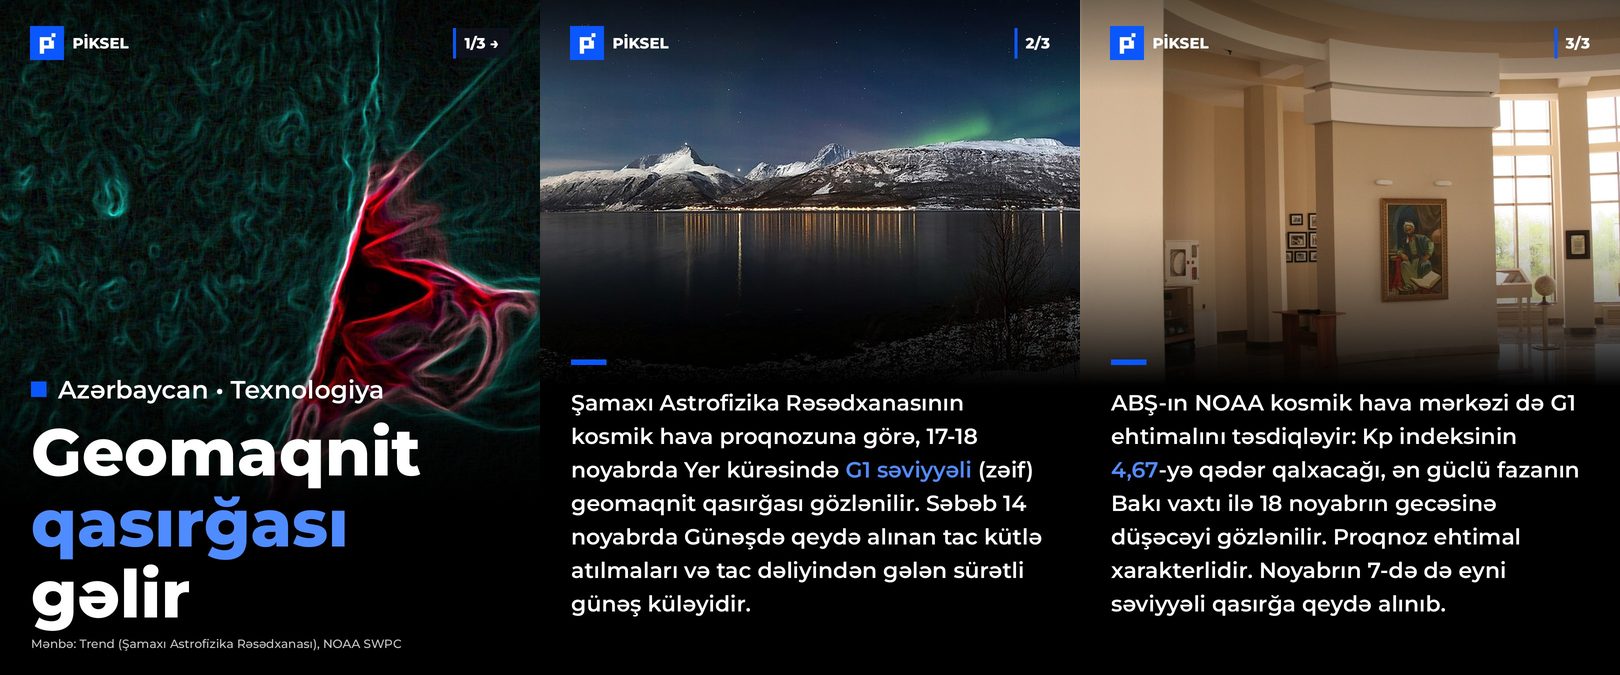 PİKSEL
1/3 →
Azərbaycan • Texnologiya
Geomaqnit
qasırğası
gəlir
Mənbə: Trend (Şamaxı Astrofizika Rəsədxanası), NOAA SWPC
PİKSEL
2/3
Şamaxı Astrofizika Rəsədxanasının
kosmik hava proqnozuna görə, 17-18
noyabrda Yer kürəsində G1 səviyyəli (zəif)
geomaqnit qasırğası gözlənilir. Səbəb 14
noyabrda Günəşdə qeydə alınan tac kütlə
atılmaları və tac dəliyindən gələn sürətli
günəş küləyidir.
PİKSEL
3/3
ABŞ-ın NOAA kosmik hava mərkəzi də G1
ehtimalını təsdiqləyir: Kp indeksinin
4,67-yə qədər qalxacağı, ən güclü fazanın
Bakı vaxtı ilə 18 noyabrın gecəsinə
düşəcəyi gözlənilir. Proqnoz ehtimal
xarakterlidir. Noyabrın 7-də də eyni
səviyyəli qasırğa qeydə alınıb.